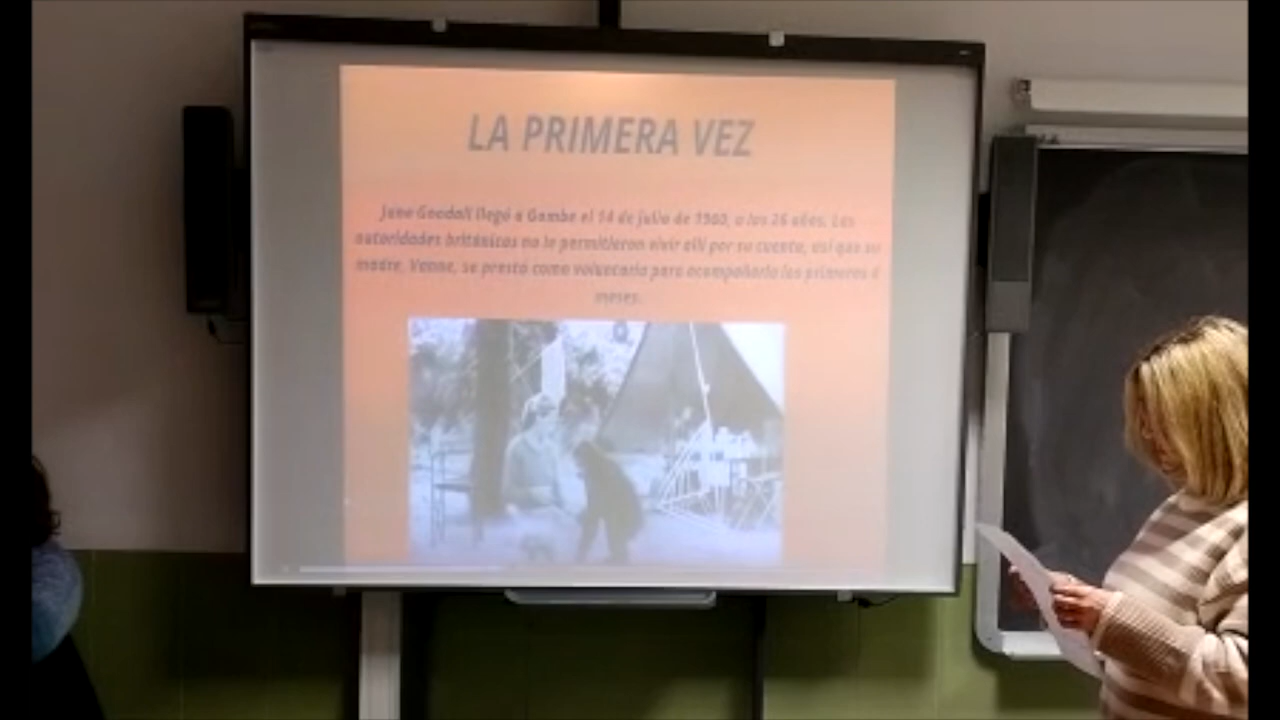 LA PRIMERA VEZ
Jane Goodall llegó a Gombe el 14 de julio de 1960, a los 26 años. Las
autoridades británicas no le permitieron vivir allí por su cuenta, así que su
madre, Vanne, se prestó como voluntaria para acompañarla los primeros 4
meses.